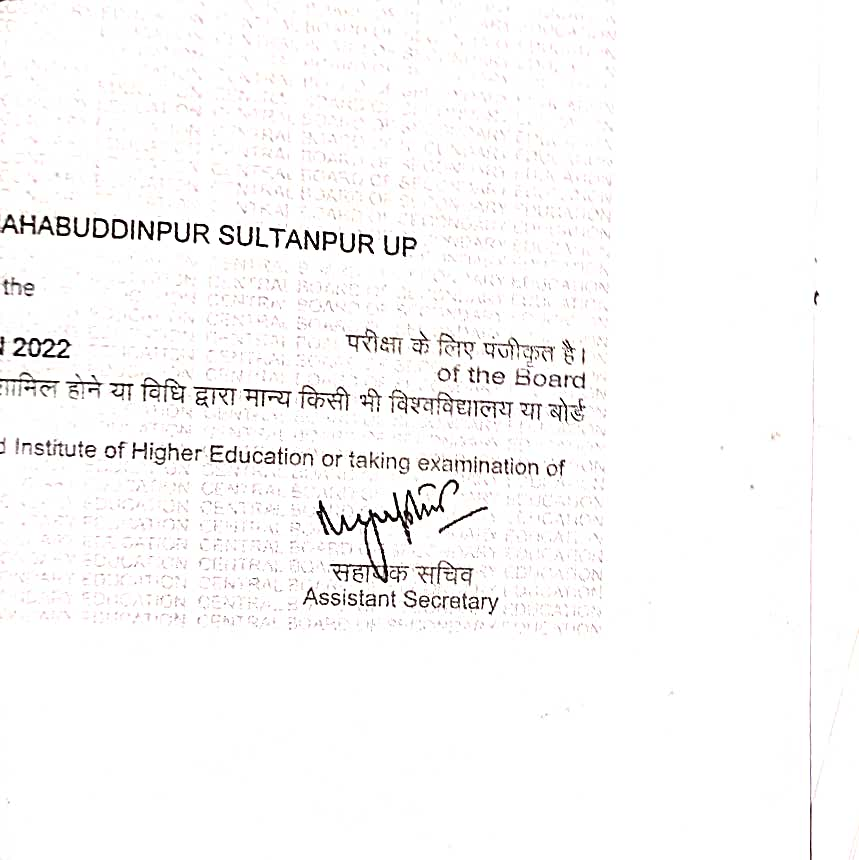 AHABUDDINPUR SULTANPUR UP
the
2022
परीक्षा के लिए पंजीकृत है।
of the Board
शामिल होने या विधि द्वारा मान्य किसी भी विश्वविद्यालय या बोर्ड
d Institute of Higher Education or taking examination of
सहायक सचिव
Assistant Secretary